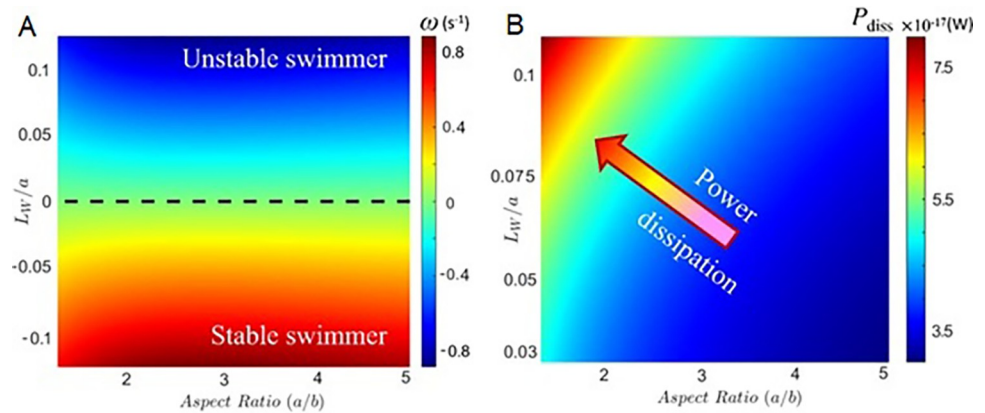 A
ω (s⁻¹)
Unstable swimmer
Stable swimmer
0.1
0.05
0
-0.05
-0.1
L_W/a
2 3 4 5
Aspect Ratio (a/b)
0.8
0.4
0
-0.4
-0.8
B
P_diss ×10⁻¹⁷(W)
Power
dissipation
0.1
0.075
0.05
0.03
L_W/a
2 3 4 5
Aspect Ratio (a/b)
7.5
5.5
3.5